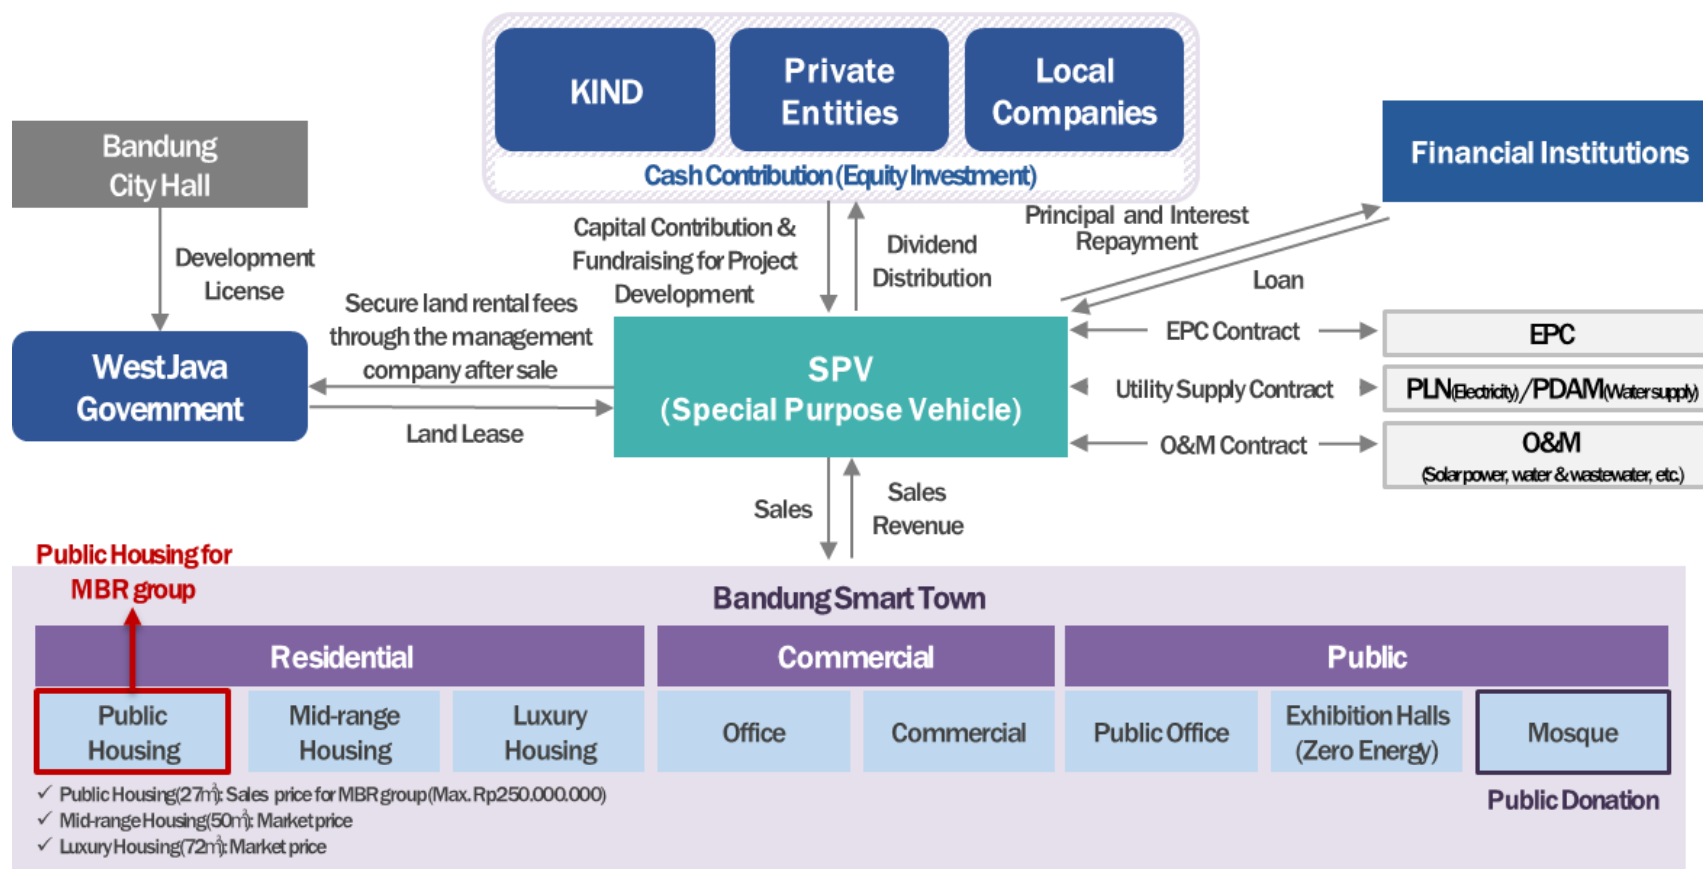 KIND
Private
Entities
Local
Companies
Cash Contribution (Equity Investment)
Bandung
City Hall
Financial Institutions
Development
License
Capital Contribution &
Fundraising for Project
Development
Dividend
Distribution
Principal and Interest
Repayment
Loan
Secure land rental fees
through the management
company after sale
West Java
Government
Land Lease
SPV
(Special Purpose Vehicle)
EPC Contract
EPC
Utility Supply Contract
PLN(Electricity) / PDAM(Water supply)
O&M Contract
O&M
(Solar power, water & wastewater, etc.)
Sales
Sales
Revenue
Public Housing for
MBR group
Bandung Smart Town
Residential
Commercial
Public
Public
Housing
Mid-range
Housing
Luxury
Housing
Office
Commercial
Public Office
Exhibition Halls
(Zero Energy)
Mosque
✓ Public Housing(27㎡): Sales price for MBR group (Max. Rp250.000.000)
✓ Mid-range Housing(50㎡): Market price
✓ Luxury Housing(72㎡): Market price
Public Donation